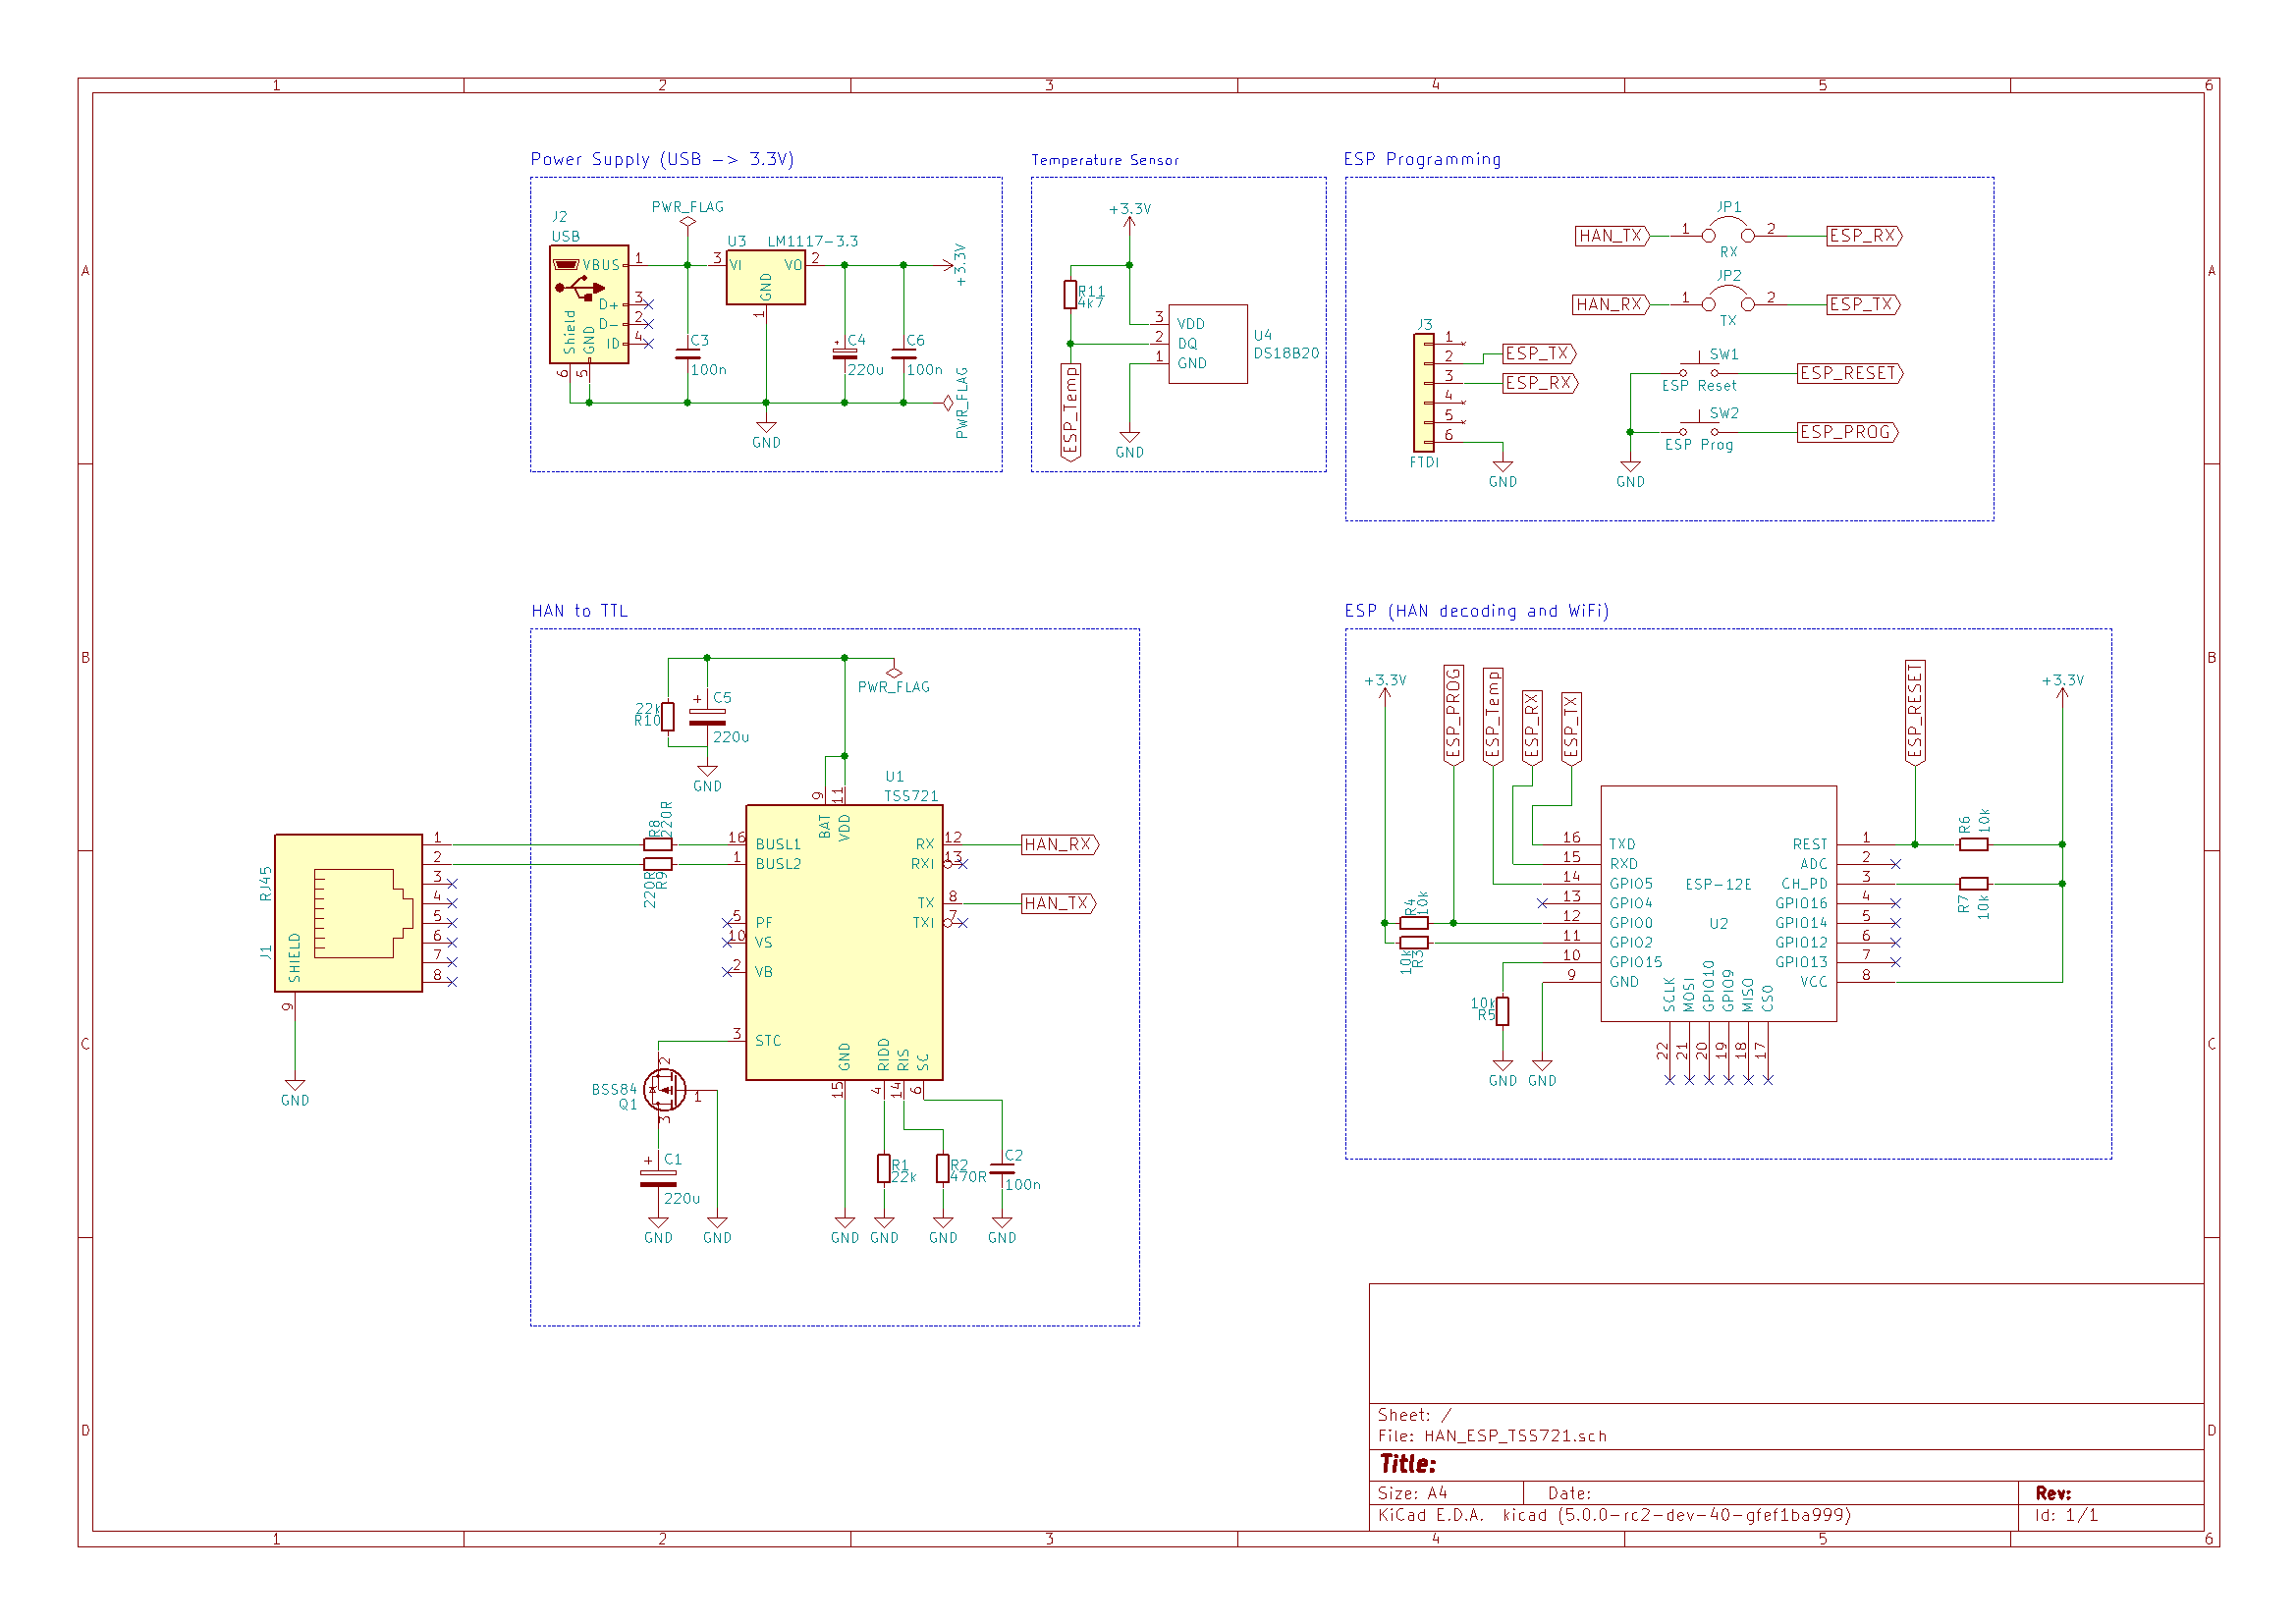 1 2 3 4 5 6
A
B
C
D
Power Supply (USB -> 3.3V)
J2
USB
VBUS 1
D+ 3
D- 2
ID 4
Shield 6
GND 5
PWR_FLAG
C3
100n
U3 LM1117-3.3
3 VI
VO 2
GND 1
C4
220u
C6
100n
+3.3V
PWR_FLAG
GND
Temperature Sensor
+3.3V
R11
4k7
3 VDD
2 DQ
1 GND
U4
DS18B20
ESP_Temp
GND
ESP Programming
JP1
HAN_TX 1 2 ESP_RX
RX
JP2
HAN_RX 1 2 ESP_TX
TX
J3
1
2 ESP_TX
3 ESP_RX
4
5
6
FTDI
GND
SW1
ESP Reset
ESP_RESET
SW2
ESP Prog
ESP_PROG
GND
HAN to TTL
PWR_FLAG
22k
R10
C5
220u
GND
U1
TSS721
9 BAT
11 VDD
R8
220R
16 BUSL1
1 BUSL2
220R
R9
5 PF
10 VS
2 VB
3 STC
RX 12 HAN_RX
RXI 13
TX 8 HAN_TX
TXI 7
GND 15
RIDD 4
RIS 14
SC 6
RJ45
J1
SHIELD
1
2
3
4
5
6
7
8
9
GND
BSS84
Q1
2
1
3
C1
220u
R1
22k
R2
470R
C2
100n
GND GND GND GND GND GND
ESP (HAN decoding and WiFi)
+3.3V
ESP_PROG
ESP_Temp
ESP_RX
ESP_TX
ESP_RESET
+3.3V
16 TXD
15 RXD
14 GPIO5
13 GPIO4
12 GPIO0
11 GPIO2
10 GPIO15
9 GND
ESP-12E
U2
REST 1
ADC 2
CH_PD 3
GPIO16 4
GPIO14 5
GPIO12 6
GPIO13 7
VCC 8
SCLK 22
MOSI 21
GPIO10 20
GPIO9 19
MISO 18
CSO 17
R4
10k
10k
R3
10k
R5
R6
10k
R7
10k
GND GND
Sheet: /
File: HAN_ESP_TSS721.sch
Title:
Size: A4 Date: Rev:
KiCad E.D.A. kicad (5.0.0-rc2-dev-40-gfef1ba999) Id: 1/1
A
B
C
D
1 2 3 4 5 6